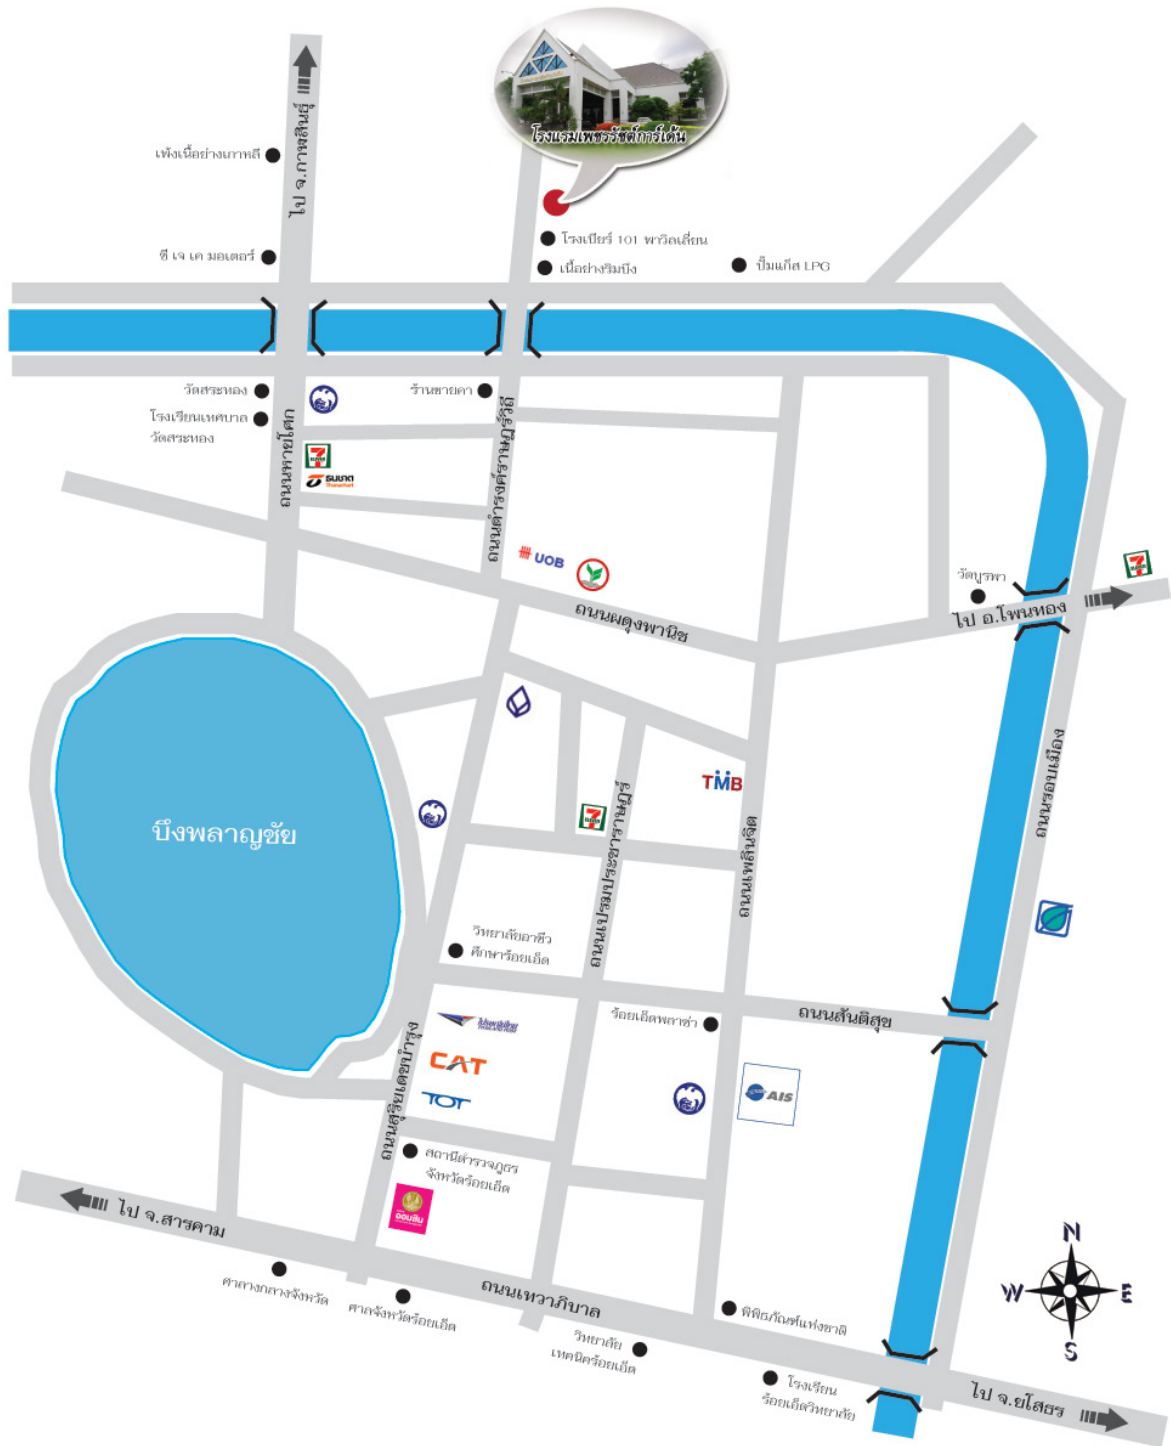 โรงแรมเพชรรัชต์การ์เด้น
ไป จ.กาฬสินธุ์
เฟ้งเนื้อย่างเกาหลี
ซี เจ เค มอเตอร์
โรงเบียร์ 101 พาวิลเลี่ยน
เนื้อย่างริมบึง
ปั๊มแก๊ส LPG
วัดสระทอง
โรงเรียนเทศบาล
วัดสระทอง
ร้านชายคา
ถนนหายโศก
7
ELEVEN
ธนชาต
Thanachart
UOB
ถนนผดุงพานิช
วัดบูรพา
ไป อ.โพนทอง
7
ELEVEN
บึงพลาญชัย
TMB
7
ELEVEN
ถนนเปรมประชาราษฎร์
ถนนเพลินจิต
ถนนรอบเมือง
วิทยาลัยอาชีว
ศึกษาร้อยเอ็ด
ไปรษณีย์ไทย
THAILAND POST
CAT
TOT
ถนนสุริยเดชบำรุง
ร้อยเอ็ดพลาซ่า
ถนนสันติสุข
AIS
สถานีตำรวจภูธร
จังหวัดร้อยเอ็ด
ออมสิน
ไป จ.สารคาม
ศาลากลางจังหวัด
ศาลจังหวัดร้อยเอ็ด
ถนนเทวาภิบาล
วิทยาลัย
เทคนิคร้อยเอ็ด
พิพิธภัณฑ์แห่งชาติ
โรงเรียน
ร้อยเอ็ดวิทยาลัย
ไป จ.ยโสธร
N
W
E
S